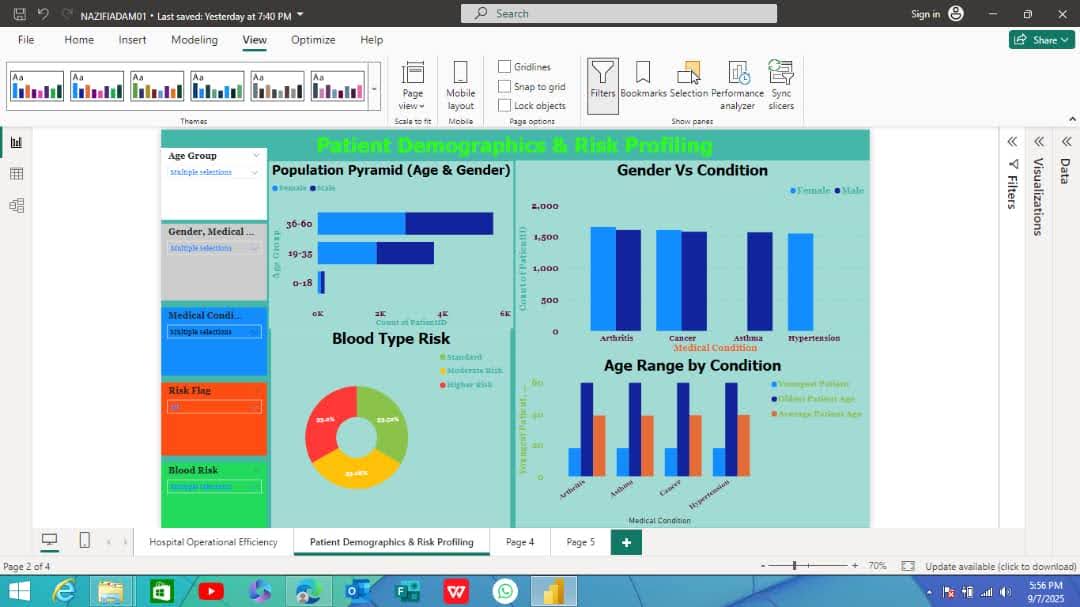 NAZIFIADAM01 • Last saved: Yesterday at 7:40 PM
Search
Sign in
File
Home
Insert
Modeling
View
Optimize
Help
Share
Aa
Aa
Aa
Aa
Aa
Aa
Themes
Page view
Scale to fit
Mobile layout
Mobile
Gridlines
Snap to grid
Lock objects
Page options
Filters
Bookmarks
Selection
Performance analyzer
Sync slicers
Show panes
Patient Demographics & Risk Profiling
Age Group
Multiple selections
Gender, Medical ...
Multiple selections
Medical Condi...
Multiple selections
Risk Flag
All
Blood Risk
Multiple selections
Population Pyramid (Age & Gender)
Female
Male
Age Group
36-60
19-35
0-18
0K
2K
4K
6K
Count of PatientID
Gender Vs Condition
Female
Male
Count of PatientID
2,000
1,500
1,000
500
0
Arthritis
Cancer
Asthma
Hypertension
Medical Condition
Blood Type Risk
Standard
Moderate Risk
Higher Risk
Age Range by Condition
Youngest Patient, ...
60
40
20
0
Arthritis
Asthma
Cancer
Hypertension
Medical Condition
Youngest Patient
Oldest Patient Age
Average Patient Age
Filters
Visualizations
Data
Hospital Operational Efficiency
Patient Demographics & Risk Profiling
Page 4
Page 5
Page 2 of 4
70%
Update available (click to download)
5:56 PM
9/7/2025